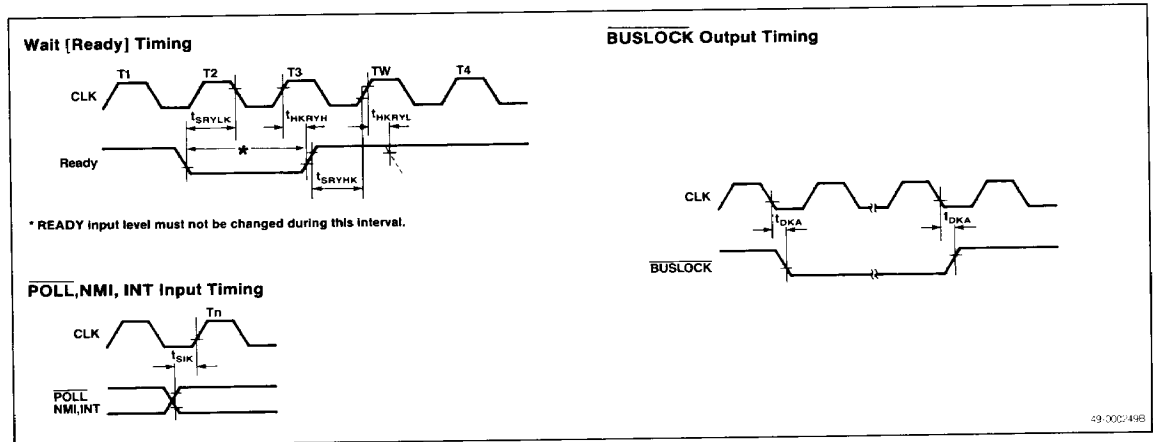 Wait [Ready] Timing
T1 T2 T3 TW T4
CLK
tSRYLK tHKRYH tHKRYL
*
Ready
tSRYHK
* READY input level must not be changed during this interval.
POLL,NMI, INT Input Timing
Tn
CLK
tSIK
POLL
NMI,INT
BUSLOCK Output Timing
CLK
tDKA tDKA
BUSLOCK
49-000249B